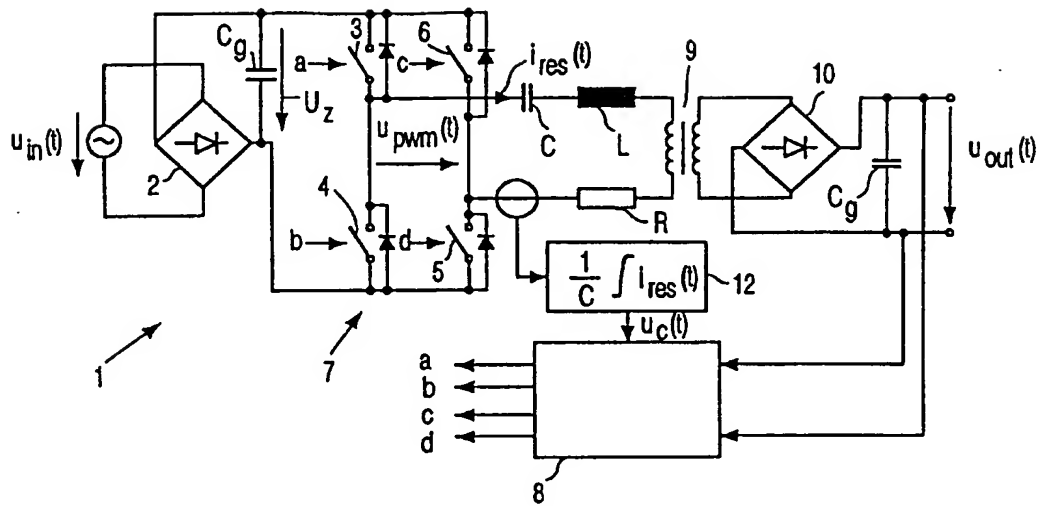 3
6
C_g
a
c
i_res(t)
9
10
U_z
u_in(t)
u_pwm(t)
C
L
u_out(t)
2
4
C_g
R
b
d
5
1/C ∫ i_res(t)
12
u_c(t)
1
7
a
b
c
d
8